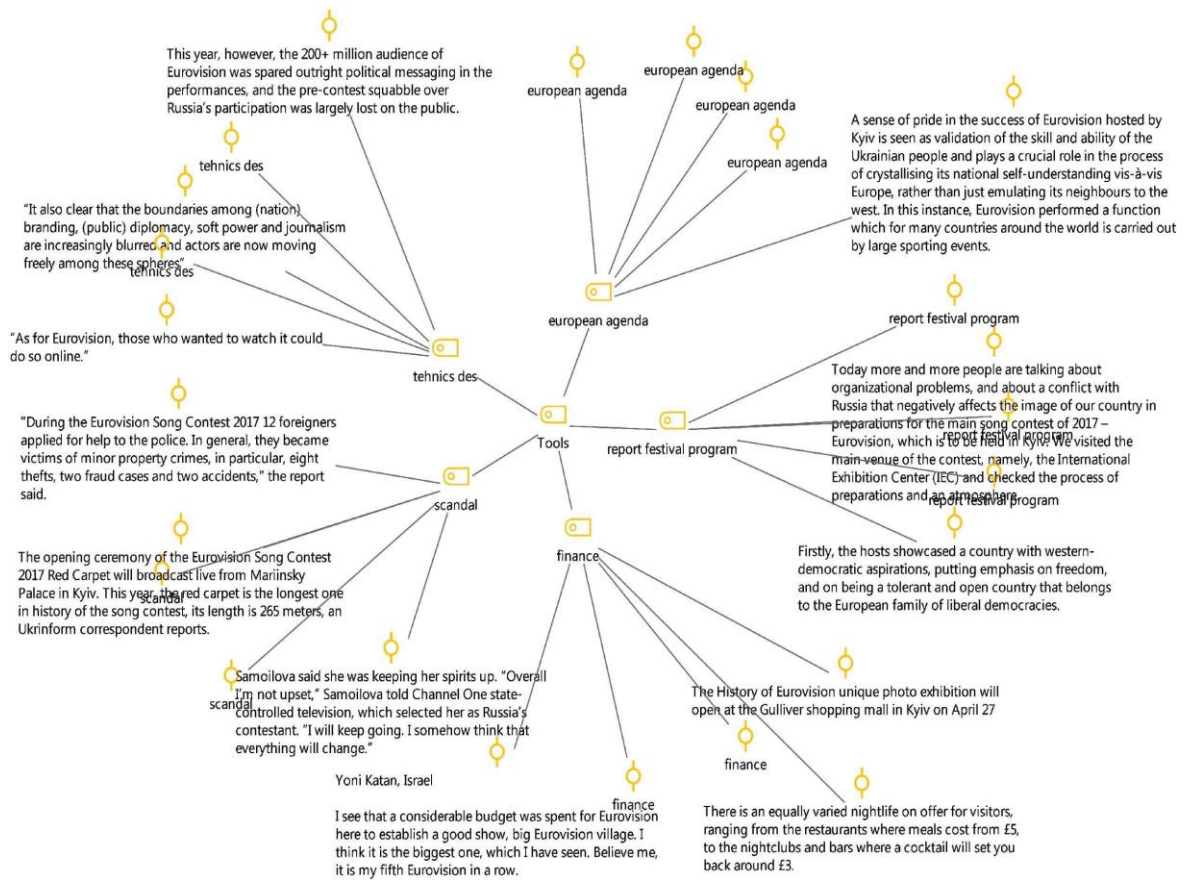 This year, however, the 200+ million audience of
Eurovision was spared outright political messaging in the
performances, and the pre-contest squabble over
Russia's participation was largely lost on the public.
european agenda
european agenda
european agenda
european agenda
A sense of pride in the success of Eurovision hosted by
Kyiv is seen as validation of the skill and ability of the
Ukrainian people and plays a crucial role in the process
of crystallising its national self-understanding vis-à-vis
Europe, rather than just emulating its neighbours to the
west. In this instance, Eurovision performed a function
which for many countries around the world is carried out
by large sporting events.
tehnics des
"It also clear that the boundaries among (nation)
branding, (public) diplomacy, soft power and journalism
are increasingly blurred and actors are now moving
freely among these spheres"
tehnics des
european agenda
report festival program
"As for Eurovision, those who wanted to watch it could
do so online."
tehnics des
Today more and more people are talking about
organizational problems, and about a conflict with
Russia that negatively affects the image of our country in
preparations for the main song contest of 2017 –
Eurovision, which is to be held in Kyiv. We visited the
main venue of the contest, namely, the International
Exhibition Center (IEC) and checked the process of
preparations and an atmosphere.
report festival program
report festival program
Tools
report festival program
"During the Eurovision Song Contest 2017 12 foreigners
applied for help to the police. In general, they became
victims of minor property crimes, in particular, eight
thefts, two fraud cases and two accidents," the report
said.
scandal
finance
Firstly, the hosts showcased a country with western-
democratic aspirations, putting emphasis on freedom,
and on being a tolerant and open country that belongs
to the European family of liberal democracies.
The opening ceremony of the Eurovision Song Contest
2017 Red Carpet will broadcast live from Mariinsky
Palace in Kyiv. This year, the red carpet is the longest one
in history of the song contest, its length is 265 meters, an
Ukrinform correspondent reports.
scandal
Samoilova said she was keeping her spirits up. "Overall
I'm not upset," Samoilova told Channel One state-
controlled television, which selected her as Russia's
contestant. "I will keep going. I somehow think that
everything will change."
scandal
The History of Eurovision unique photo exhibition will
open at the Gulliver shopping mall in Kyiv on April 27
finance
Yoni Katan, Israel
I see that a considerable budget was spent for Eurovision
here to establish a good show, big Eurovision village. I
think it is the biggest one, which I have seen. Believe me,
it is my fifth Eurovision in a row.
finance
There is an equally varied nightlife on offer for visitors,
ranging from the restaurants where meals cost from £5,
to the nightclubs and bars where a cocktail will set you
back around £3.